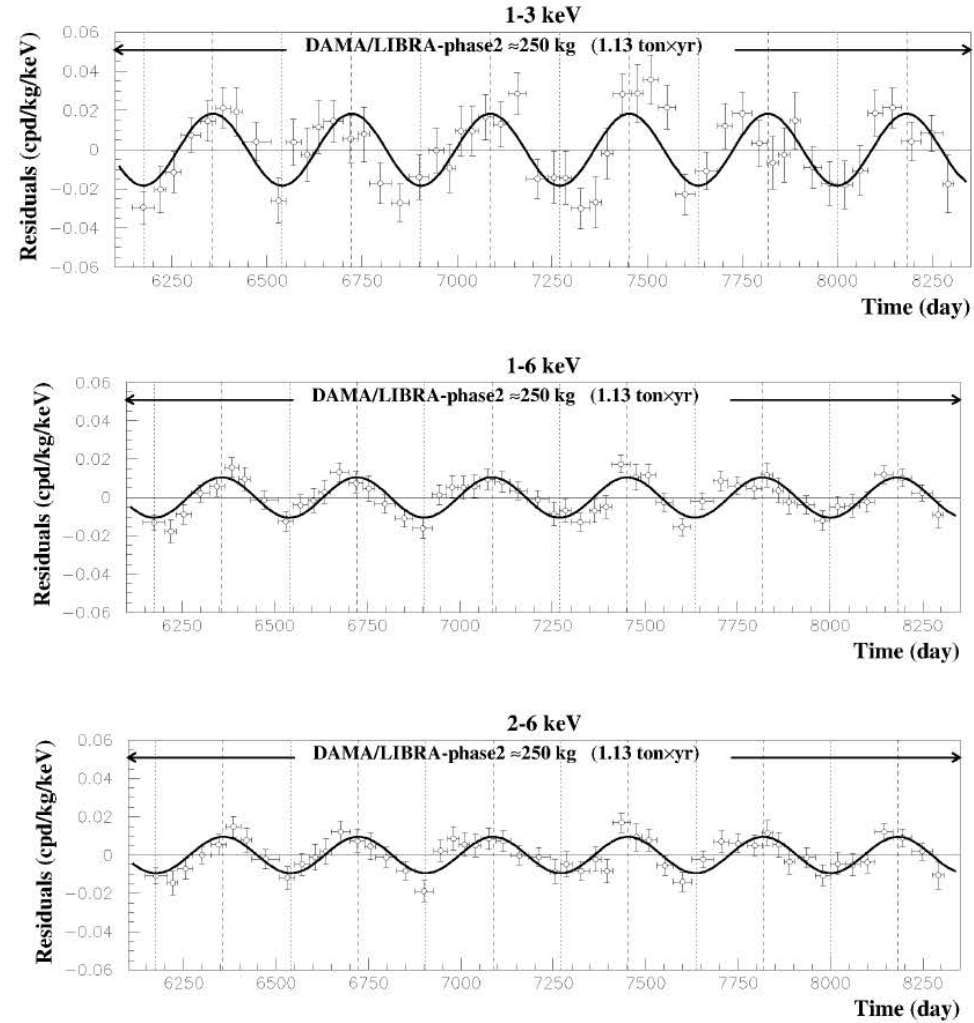 1-3 keV
DAMA/LIBRA-phase2 ≈250 kg (1.13 ton×yr)
Residuals (cpd/kg/keV)
0.06
0.04
0.02
0
−0.02
−0.04
−0.06
6250 6500 6750 7000 7250 7500 7750 8000 8250
Time (day)
1-6 keV
DAMA/LIBRA-phase2 ≈250 kg (1.13 ton×yr)
Residuals (cpd/kg/keV)
0.06
0.04
0.02
0
−0.02
−0.04
−0.06
6250 6500 6750 7000 7250 7500 7750 8000 8250
Time (day)
2-6 keV
DAMA/LIBRA-phase2 ≈250 kg (1.13 ton×yr)
Residuals (cpd/kg/keV)
0.06
0.04
0.02
0
−0.02
−0.04
−0.06
6250 6500 6750 7000 7250 7500 7750 8000 8250
Time (day)